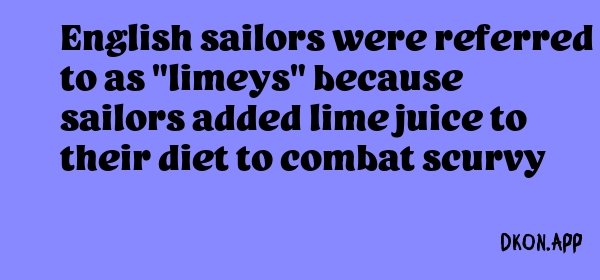 English sailors were referred
to as "limeys" because
sailors added lime juice to
their diet to combat scurvy
DKON.APP